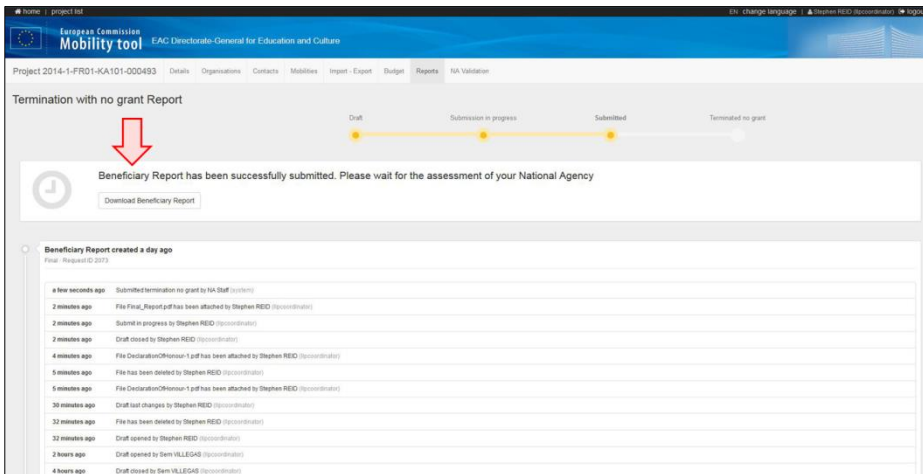 home | project list
EN change language | Stephen REID (lipcoordinator) logout
European Commission
Mobility tool EAC Directorate-General for Education and Culture
Project 2014-1-FR01-KA101-000493 Details Organisations Contacts Mobilities Import - Export Budget Reports NA Validation
Termination with no grant Report
Draft Submission in progress Submitted Terminated no grant
Beneficiary Report has been successfully submitted. Please wait for the assessment of your National Agency
Download Beneficiary Report
Beneficiary Report created a day ago
Final - Request ID 2073
a few seconds ago Submitted termination no grant by NA Staff (system)
2 minutes ago File Final_Report.pdf has been attached by Stephen REID (lipcoordinator)
2 minutes ago Submit in progress by Stephen REID (lipcoordinator)
2 minutes ago Draft closed by Stephen REID (lipcoordinator)
4 minutes ago File DeclarationOfHonour-1.pdf has been attached by Stephen REID (lipcoordinator)
5 minutes ago File has been deleted by Stephen REID (lipcoordinator)
5 minutes ago File DeclarationOfHonour-1.pdf has been attached by Stephen REID (lipcoordinator)
30 minutes ago Draft last changes by Stephen REID (lipcoordinator)
32 minutes ago File has been deleted by Stephen REID (lipcoordinator)
32 minutes ago Draft opened by Stephen REID (lipcoordinator)
2 hours ago Draft opened by Sem VILLEGAS (lipcoordinator)
4 hours ago Draft closed by Sem VILLEGAS (lipcoordinator)